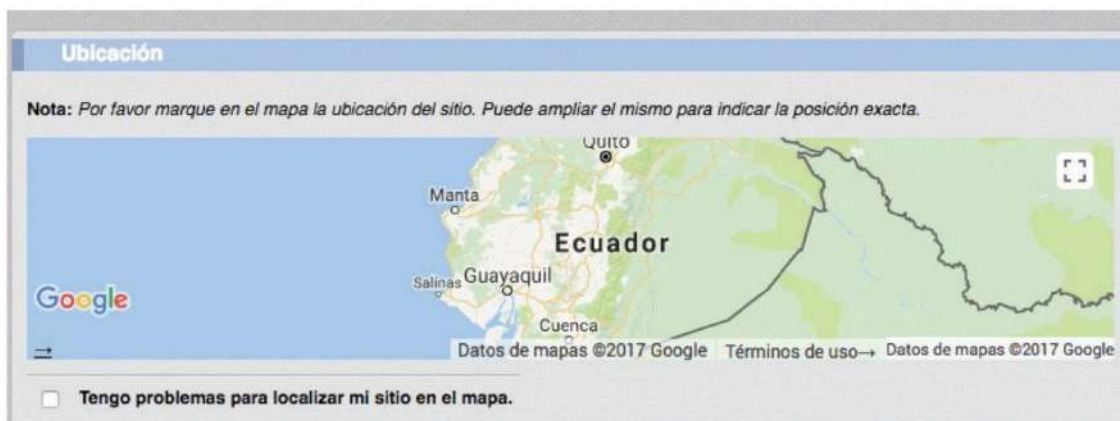 Ubicación
Nota: Por favor marque en el mapa la ubicación del sitio. Puede ampliar el mismo para indicar la posición exacta.
Quito
Manta
Ecuador
Salinas Guayaquil
Google
Cuenca
→ Datos de mapas ©2017 Google Términos de uso→ Datos de mapas ©2017 Google
Tengo problemas para localizar mi sitio en el mapa.